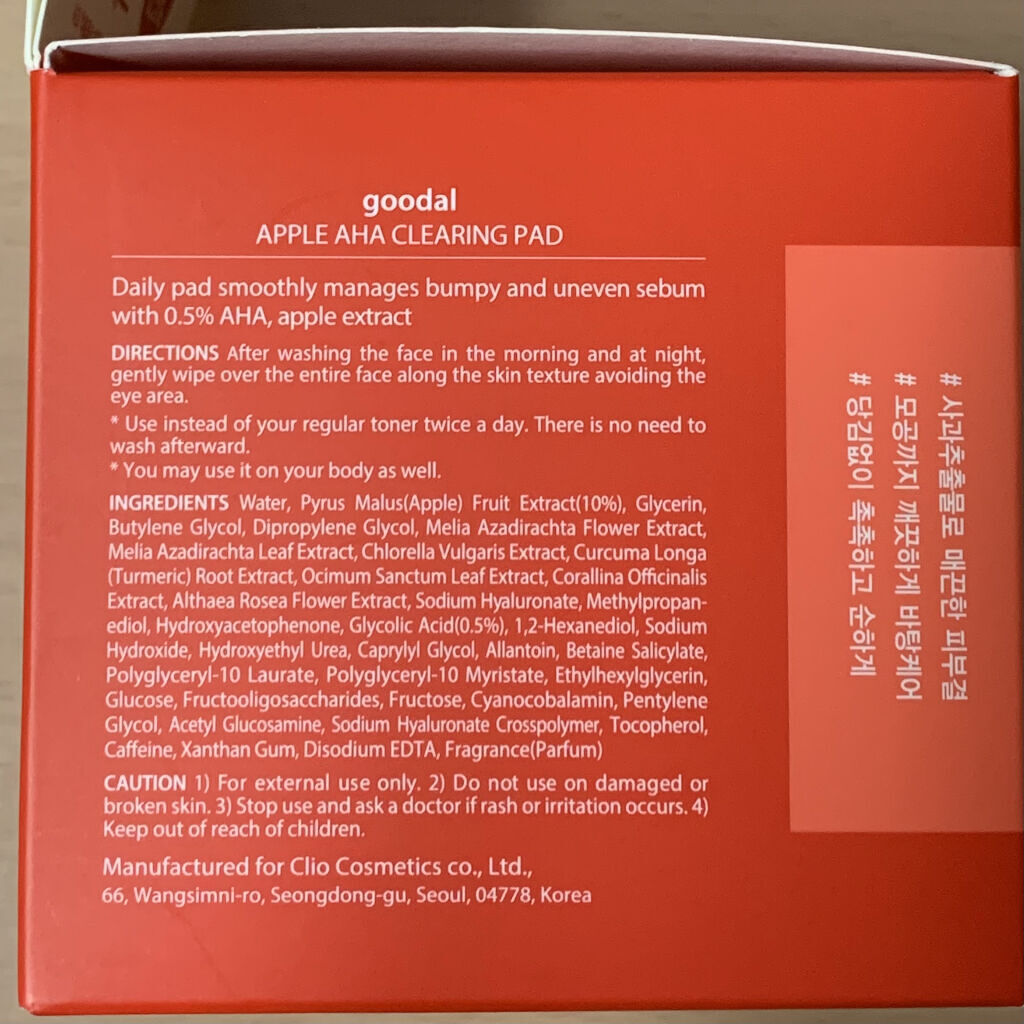 goodal
APPLE AHA CLEARING PAD
Daily pad smoothly manages bumpy and uneven sebum
with 0.5% AHA, apple extract
DIRECTIONS After washing the face in the morning and at night,
gently wipe over the entire face along the skin texture avoiding the
eye area.
* Use instead of your regular toner twice a day. There is no need to
wash afterward.
* You may use it on your body as well.
INGREDIENTS Water, Pyrus Malus(Apple) Fruit Extract(10%), Glycerin,
Butylene Glycol, Dipropylene Glycol, Melia Azadirachta Flower Extract,
Melia Azadirachta Leaf Extract, Chlorella Vulgaris Extract, Curcuma Longa
(Turmeric) Root Extract, Ocimum Sanctum Leaf Extract, Corallina Officinalis
Extract, Althaea Rosea Flower Extract, Sodium Hyaluronate, Methylpropan-
ediol, Hydroxyacetophenone, Glycolic Acid(0.5%), 1,2-Hexanediol, Sodium
Hydroxide, Hydroxyethyl Urea, Caprylyl Glycol, Allantoin, Betaine Salicylate,
Polyglyceryl-10 Laurate, Polyglyceryl-10 Myristate, Ethylhexylglycerin,
Glucose, Fructooligosaccharides, Fructose, Cyanocobalamin, Pentylene
Glycol, Acetyl Glucosamine, Sodium Hyaluronate Crosspolymer, Tocopherol,
Caffeine, Xanthan Gum, Disodium EDTA, Fragrance(Parfum)
CAUTION 1) For external use only. 2) Do not use on damaged or
broken skin. 3) Stop use and ask a doctor if rash or irritation occurs. 4)
Keep out of reach of children.
Manufactured for Clio Cosmetics co., Ltd.,
66, Wangsimni-ro, Seongdong-gu, Seoul, 04778, Korea
# 사과추출물로 매끈한 피부결
# 모공까지 깨끗하게 바탕케어
# 당김없이 촉촉하고 순하게